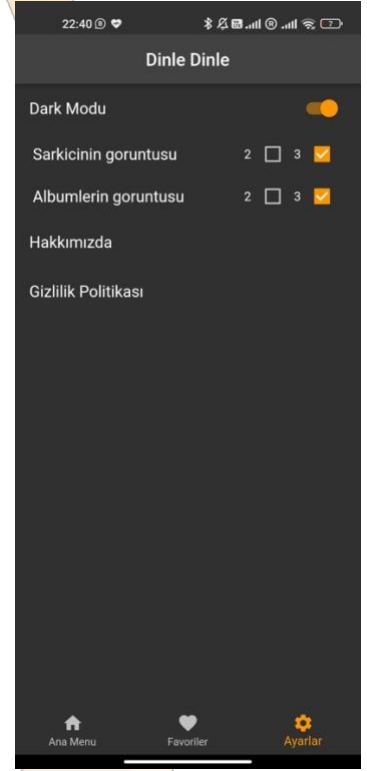 22:40
Dinle Dinle
Dark Modu
Sarkicinin goruntusu 2 3
Albumlerin goruntusu 2 3
Hakkımızda
Gizlilik Politikası
Ana Menu Favoriler Ayarlar